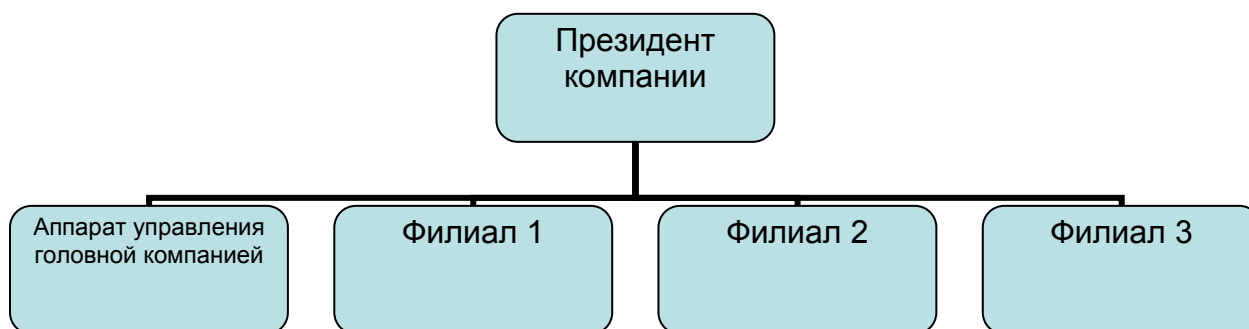 Президент
компании
Аппарат управления
головной компанией
Филиал 1
Филиал 2
Филиал 3